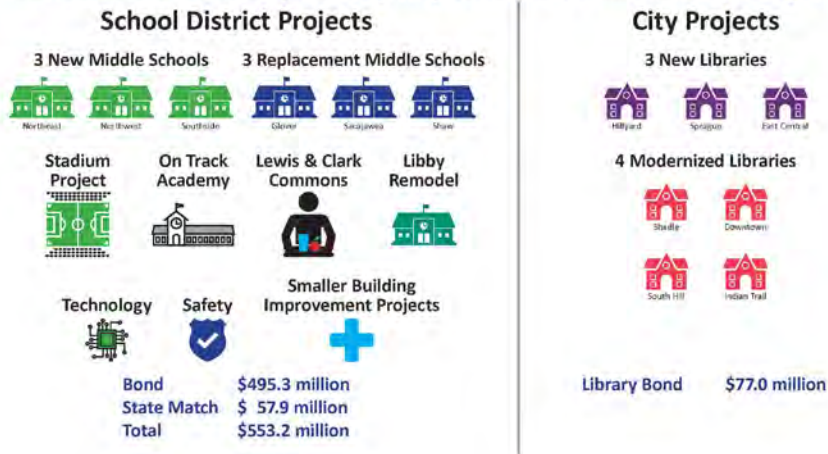 School District Projects
3 New Middle Schools
3 Replacement Middle Schools
Northeast
Northwest
Southside
Glover
Sacajawea
Shaw
Stadium
Project
On Track
Academy
Lewis & Clark
Commons
Libby
Remodel
Technology
Safety
Smaller Building
Improvement Projects
Bond $495.3 million
State Match $ 57.9 million
Total $553.2 million
City Projects
3 New Libraries
Hillyard
Sprague
East Central
4 Modernized Libraries
Shadle
Downtown
South Hill
Indian Trail
Library Bond $77.0 million